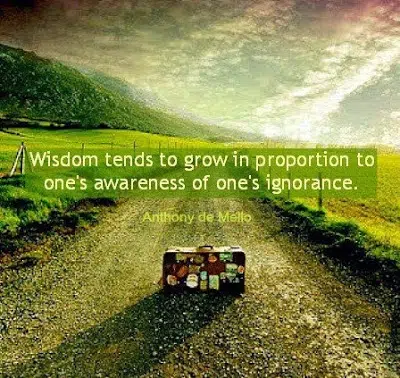 Wisdom tends to grow in proportion to
one's awareness of one's ignorance.
Anthony de Mello